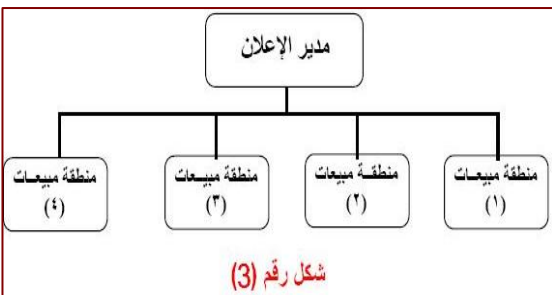 مدير الإعلان
منطقة مبيعات
(١)
منطقة مبيعات
(٢)
منطقة مبيعات
(٣)
منطقة مبيعات
(٤)
شكل رقم (3)